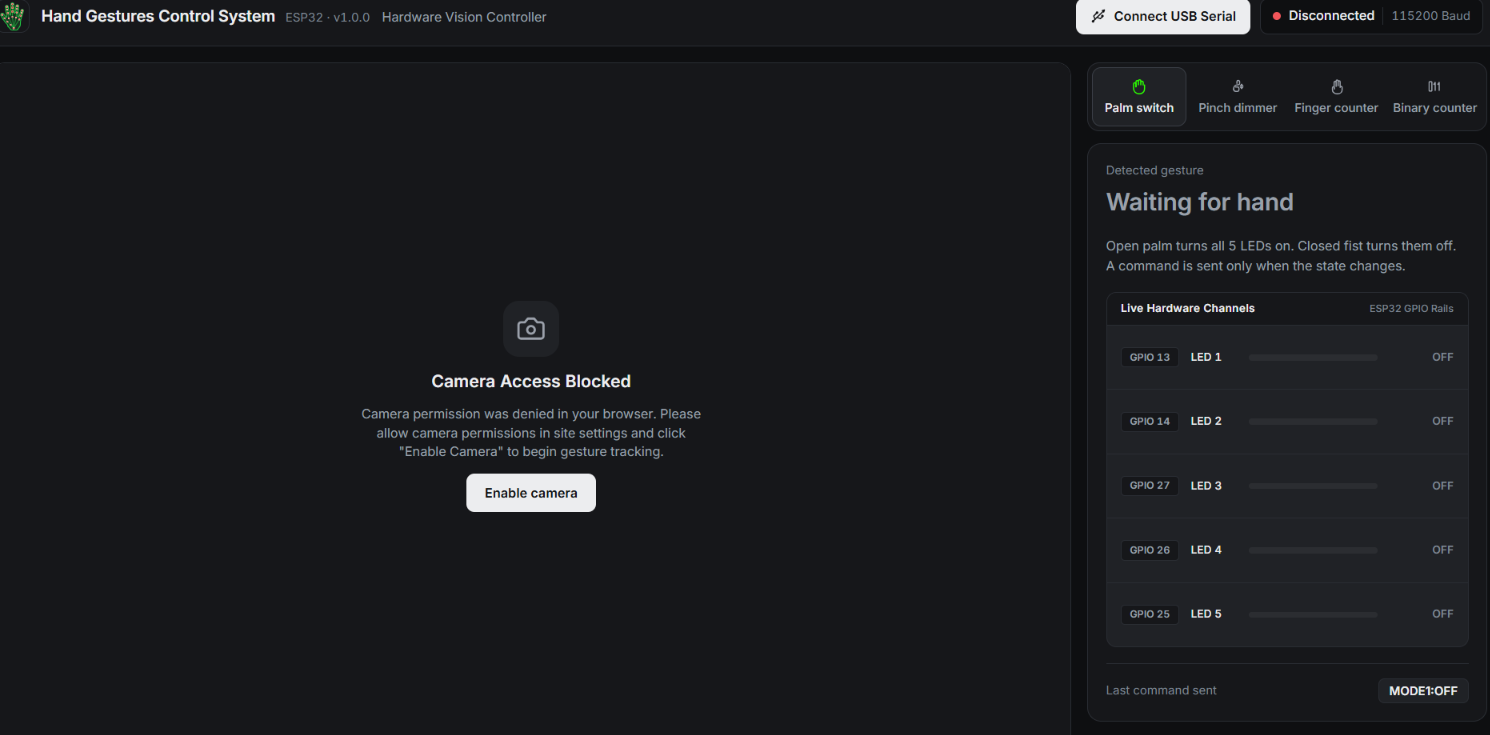 Hand Gestures Control System ESP32 · v1.0.0 Hardware Vision Controller
Connect USB Serial
Disconnected 115200 Baud
Palm switch
Pinch dimmer
Finger counter
Binary counter
Camera Access Blocked
Camera permission was denied in your browser. Please
allow camera permissions in site settings and click
"Enable Camera" to begin gesture tracking.
Enable camera
Detected gesture
Waiting for hand
Open palm turns all 5 LEDs on. Closed fist turns them off.
A command is sent only when the state changes.
Live Hardware Channels ESP32 GPIO Rails
GPIO 13 LED 1 OFF
GPIO 14 LED 2 OFF
GPIO 27 LED 3 OFF
GPIO 26 LED 4 OFF
GPIO 25 LED 5 OFF
Last command sent MODE1:OFF